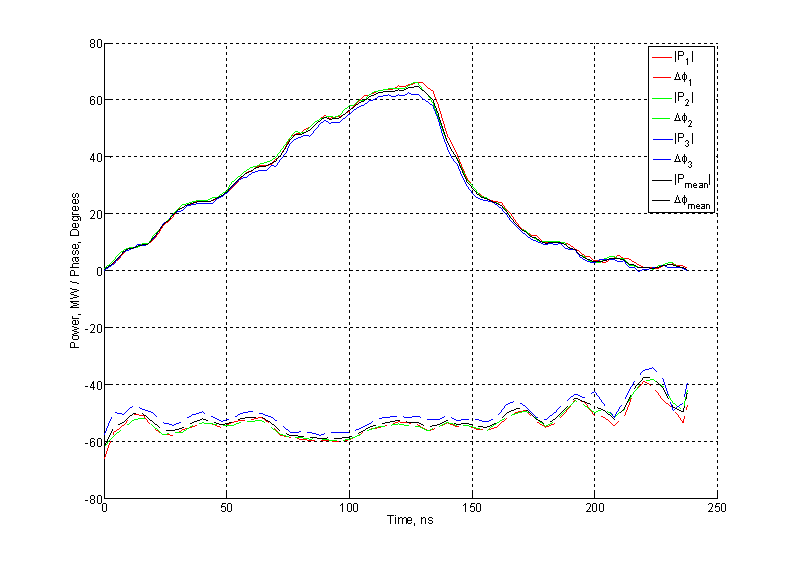 80
60
40
20
0
-20
-40
-60
-80
Power, MW / Phase, Degrees
|P1|
Δϕ1
|P2|
Δϕ2
|P3|
Δϕ3
|Pmean|
Δϕmean
0 50 100 150 200 250
Time, ns